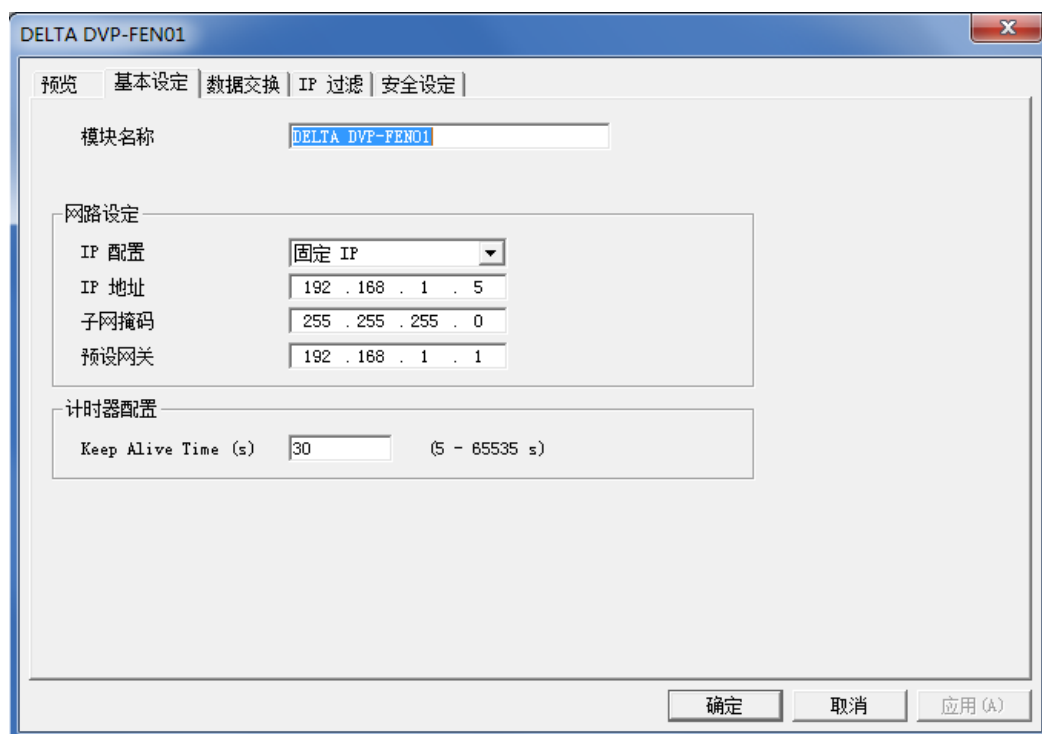 DELTA DVP-FEN01
预览 基本设定 数据交换 IP 过滤 安全设定
模块名称 DELTA DVP-FEN01
网路设定
IP 配置 固定 IP
IP 地址 192 . 168 . 1 . 5
子网掩码 255 . 255 . 255 . 0
预设网关 192 . 168 . 1 . 1
计时器配置
Keep Alive Time (s) 30 (5 - 65535 s)
确定 取消 应用(A)